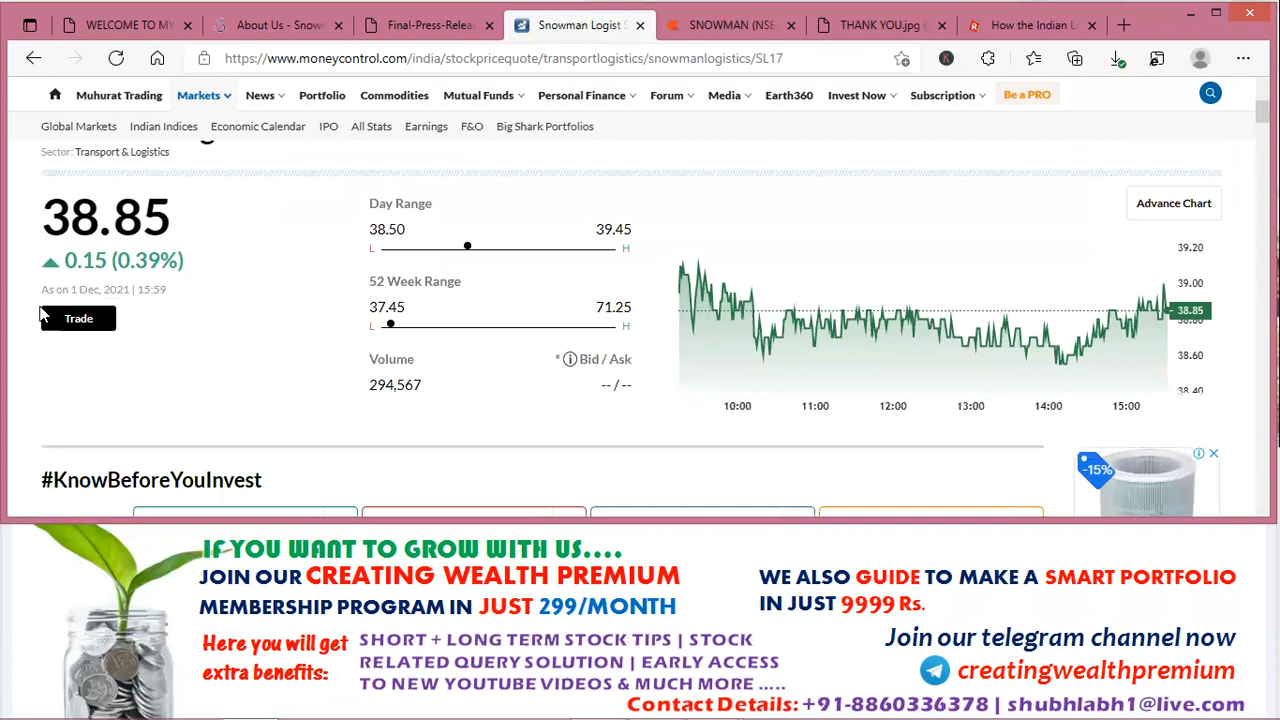 WELCOME TO MY
About Us - Snowm
Final-Press-Releas
Snowman Logist S
SNOWMAN (NSE
THANK YOU.jpg (
How the Indian Lo
https://www.moneycontrol.com/india/stockpricequote/transportlogistics/snowmanlogistics/SL17
K
Muhurat Trading Markets News Portfolio Commodities Mutual Funds Personal Finance Forum Media Earth360 Invest Now Subscription Be a PRO
Global Markets Indian Indices Economic Calendar IPO All Stats Earnings F&O Big Shark Portfolios
Sector: Transport & Logistics
38.85
0.15 (0.39%)
As on 1 Dec, 2021 | 15:59
Trade
Day Range
38.50 39.45
L H
52 Week Range
37.45 71.25
L H
Volume * Bid / Ask
294,567 -- / --
Advance Chart
39.20
39.00
38.85
38.80
38.60
38.40
10:00 11:00 12:00 13:00 14:00 15:00
#KnowBeforeYouInvest
-15%
IF YOU WANT TO GROW WITH US....
JOIN OUR CREATING WEALTH PREMIUM
MEMBERSHIP PROGRAM IN JUST 299/MONTH
WE ALSO GUIDE TO MAKE A SMART PORTFOLIO
IN JUST 9999 Rs.
Here you will get
extra benefits:
SHORT + LONG TERM STOCK TIPS | STOCK
RELATED QUERY SOLUTION | EARLY ACCESS
TO NEW YOUTUBE VIDEOS & MUCH MORE .....
Join our telegram channel now
creatingwealthpremium
Contact Details: +91-8860336378 | shubhlabh1@live.com